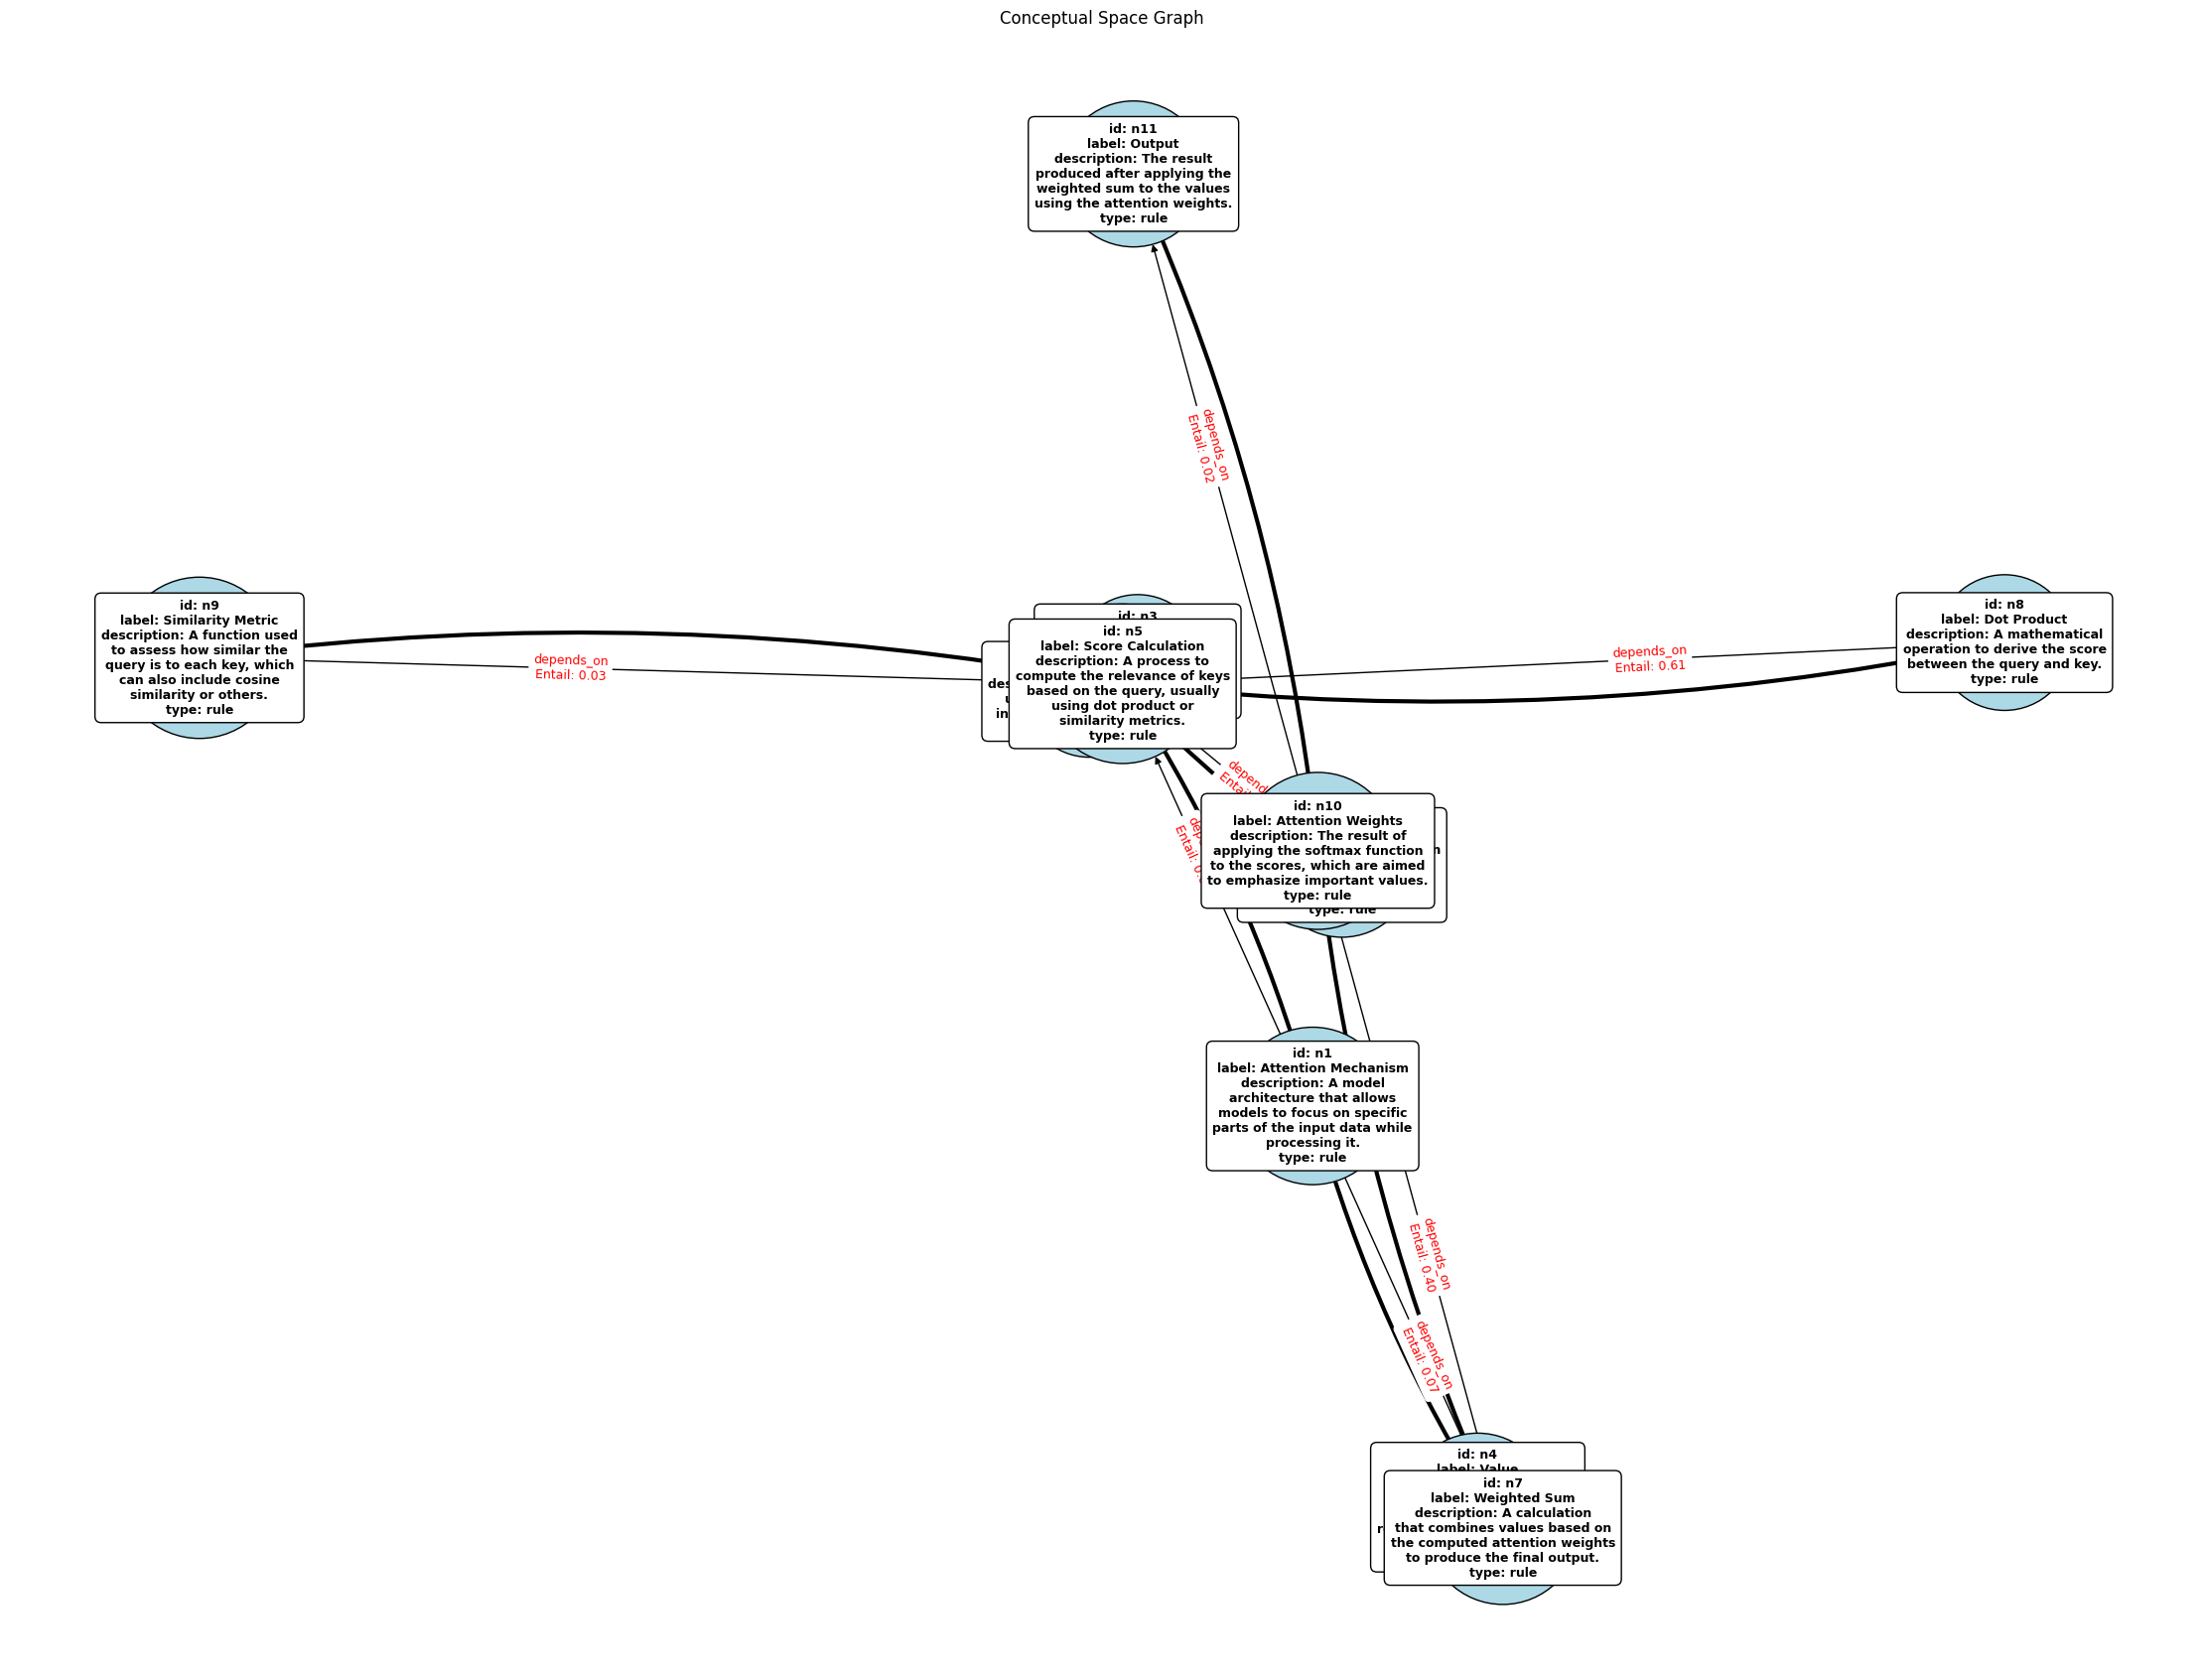 Conceptual Space Graph
id: n11
label: Output
description: The result
produced after applying the
weighted sum to the values
using the attention weights.
type: rule
depends_on
Entail: 0.02
id: n9
label: Similarity Metric
description: A function used
to assess how similar the
query is to each key, which
can also include cosine
similarity or others.
type: rule
depends_on
Entail: 0.03
id: n3
id: n5
label: Score Calculation
description: A process to
compute the relevance of keys
based on the query, usually
using dot product or
similarity metrics.
type: rule
depends_on
Entail: 0.61
id: n8
label: Dot Product
description: A mathematical
operation to derive the score
between the query and key.
type: rule
id: n10
label: Attention Weights
description: The result of
applying the softmax function
to the scores, which are aimed
to emphasize important values.
type: rule
type: rule
id: n1
label: Attention Mechanism
description: A model
architecture that allows
models to focus on specific
parts of the input data while
processing it.
type: rule
depends_on
Entail: 0.40
depends_on
Entail: 0.07
id: n4
label: Value
id: n7
label: Weighted Sum
description: A calculation
that combines values based on
the computed attention weights
to produce the final output.
type: rule